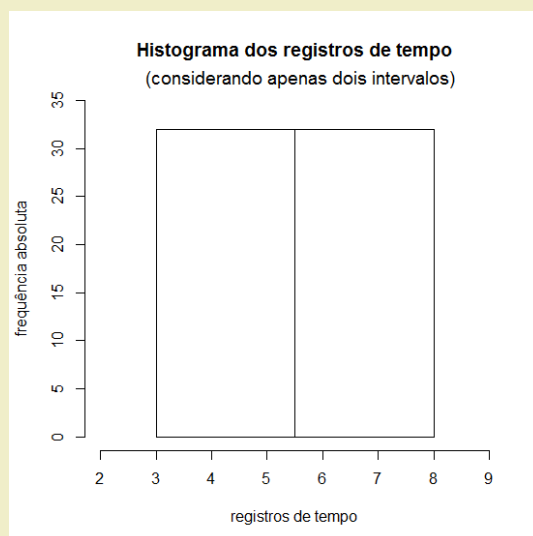 Histograma dos registros de tempo
(considerando apenas dois intervalos)
frequência absoluta
35
30
25
20
15
10
5
0
2 3 4 5 6 7 8 9
registros de tempo